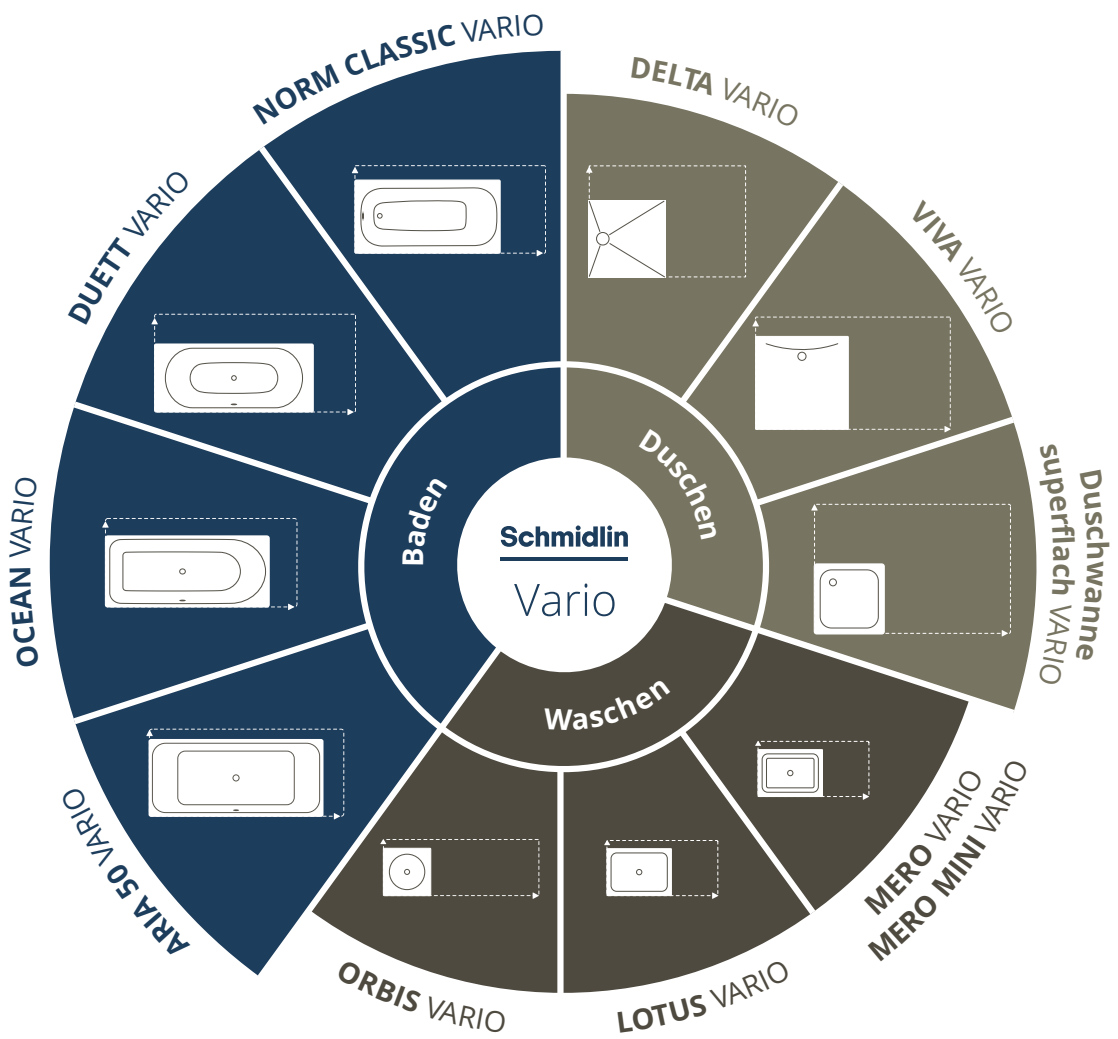 NORM CLASSIC VARIO
DELTA VARIO
DUETT VARIO
VIVA VARIO
OCEAN VARIO
Duschwanne
superflach VARIO
ARIA 50 VARIO
MERO VARIO
MERO MINI VARIO
ORBIS VARIO
LOTUS VARIO
Baden
Duschen
Waschen
Schmidlin
Vario